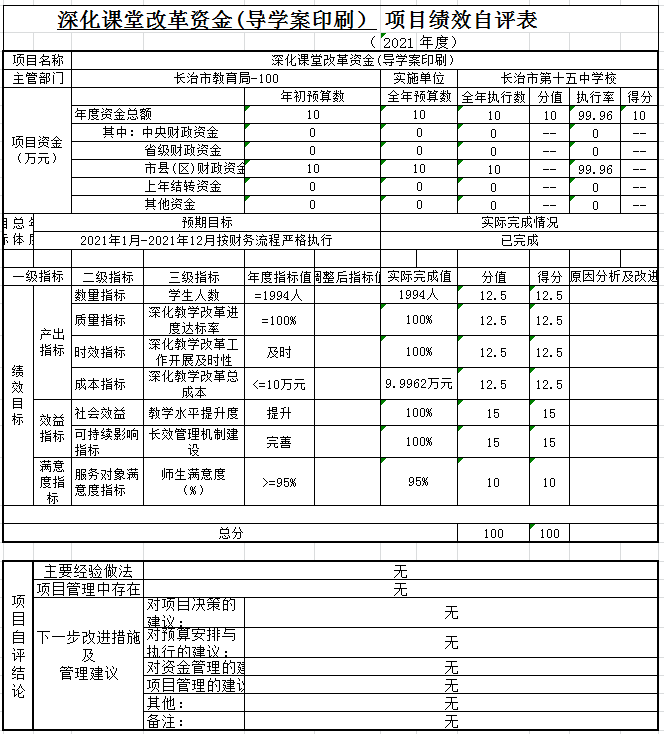 深化课堂改革资金(导学案印刷) 项目绩效自评表
( 2021 年度)
项目名称 深化课堂改革资金(导学案印刷)
主管部门 长治市教育局-100 实施单位 长治市第十五中学校
项目资金 (万元) 年初预算数 全年预算数 全年执行数 分值 执行率 得分
年度资金总额 10 10 10 10 99.96 10
其中: 中央财政资金 0 0 0 -- 0 --
省级财政资金 0 0 0 -- 0 --
市县(区)财政资金 10 10 10 -- 99.96 --
上年结转资金 0 0 0 -- 0 --
其他资金 0 0 0 -- 0 --
预期目标 实际完成情况
2021年1月-2021年12月按财务流程严格执行 已完成
一级指标 二级指标 三级指标 年度指标值 调整后指标值 实际完成值 分值 得分 原因分析及改进
绩效目标
产出指标
数量指标 学生人数 =1994人 1994人 12.5 12.5
质量指标 深化教学改革进度达标率 =100% 100% 12.5 12.5
时效指标 深化教学改革工作开展及时性 及时 100% 12.5 12.5
成本指标 深化教学改革总成本 <=10万元 9.9962万元 12.5 12.5
效益指标
社会效益 教学水平提升度 提升 100% 15 15
可持续影响指标 长效管理机制建设 完善 100% 15 15
满意度指标
服务对象满意度指标 师生满意度(%) >=95% 95% 10 10
总分 100 100
项目自评结论
主要经验做法 无
项目管理中存在 无
下一步改进措施及管理建议
对项目决策的建议: 无
对预算安排与执行的建议: 无
对资金管理的建 无
项目管理的建议 无
其他: 无
备注: 无